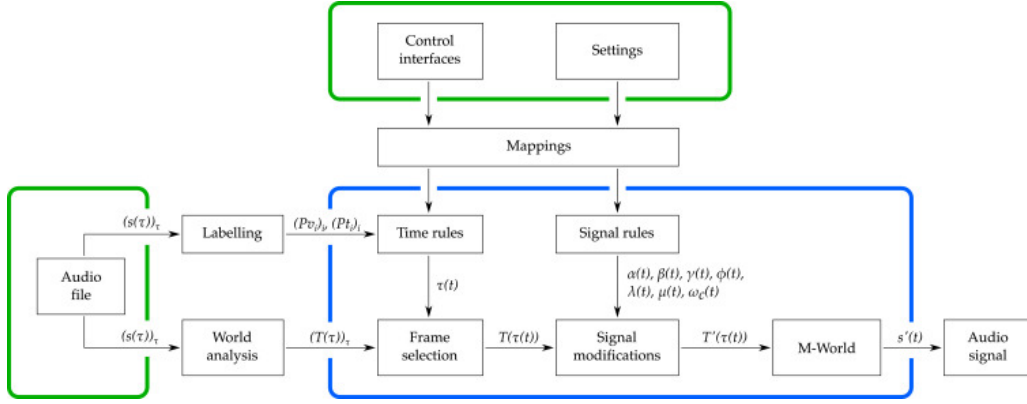 Control
interfaces
Settings
Mappings
(s(τ))τ
Labelling
(Pvᵢ)ᵢ, (Ptᵢ)ᵢ
Time rules
Signal rules
Audio
file
τ(t)
α(t), β(t), γ(t), ϕ(t),
λ(t), μ(t), ω_C(t)
(s(τ))τ
World
analysis
(T(τ))τ
Frame
selection
T(τ(t))
Signal
modifications
T'(τ(t))
M-World
s'(t)
Audio
signal